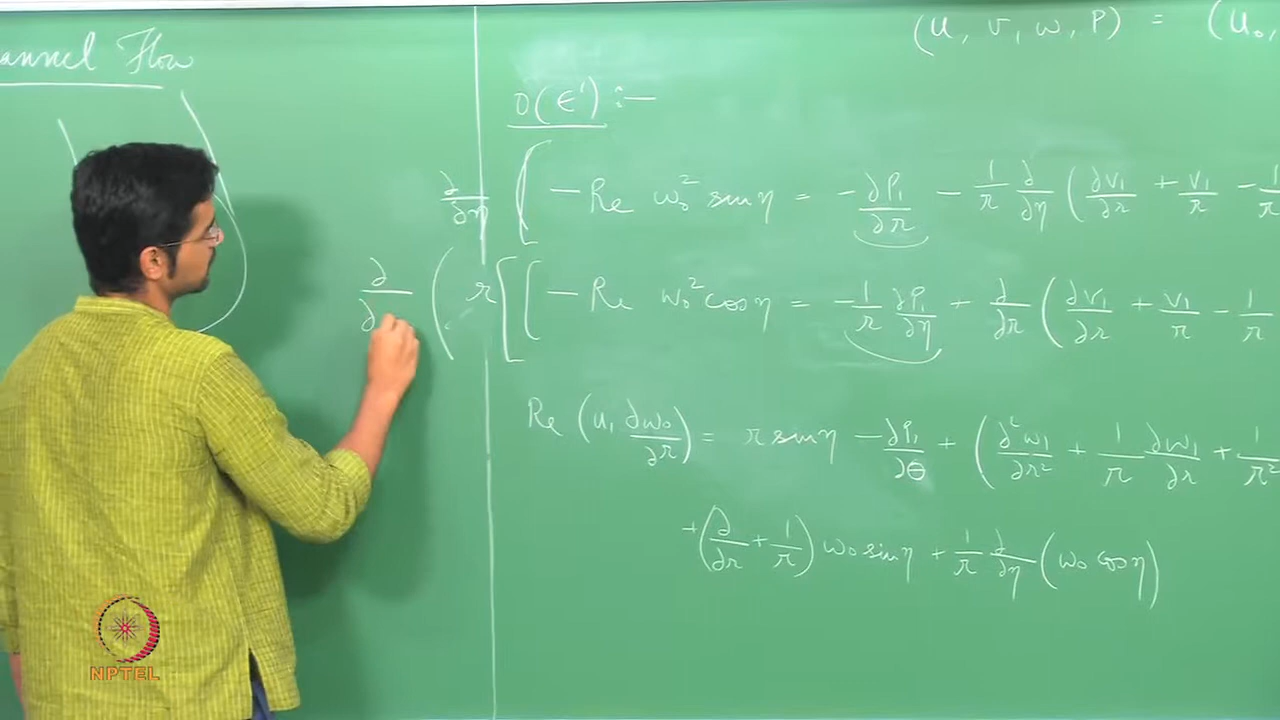 annel Flow
(u, v, w, P) = (u₀,
O(ϵ¹) :—
∂/∂η [ − Re w₀² sin η = − ∂P₁/∂r − 1/r ∂/∂η ( ∂v₁/∂r + v₁/r − 1/r
∂/∂ ( r [ [ − Re w₀² cos η = − 1/r ∂P₁/∂η + ∂/∂r ( ∂v₁/∂r + v₁/r − 1/r
Re ( u₁ ∂w₀/∂r ) = r sin η − ∂P₁/∂θ + ( ∂²w₁/∂r² + 1/r ∂w₁/∂r + 1/r²
+ ( ∂/∂r + 1/r ) w₀ sin η + 1/r ∂/∂η ( w₀ cos η )
NPTEL